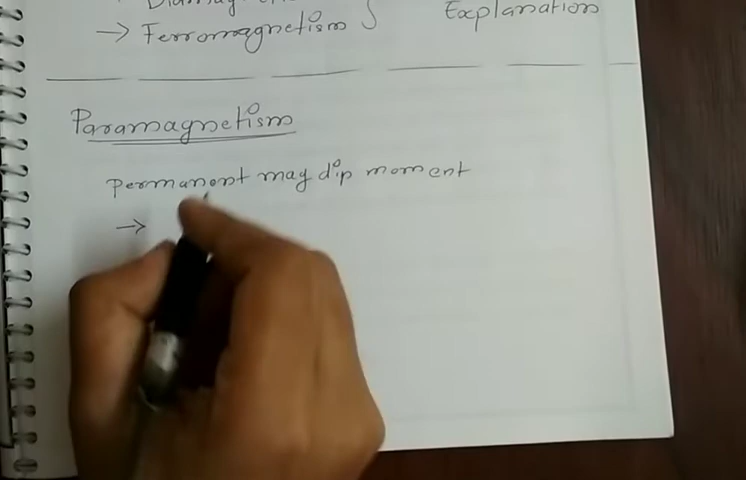 → Ferromagnetism }
Explanation
Paramagnetism
Permanent mag dip moment
→